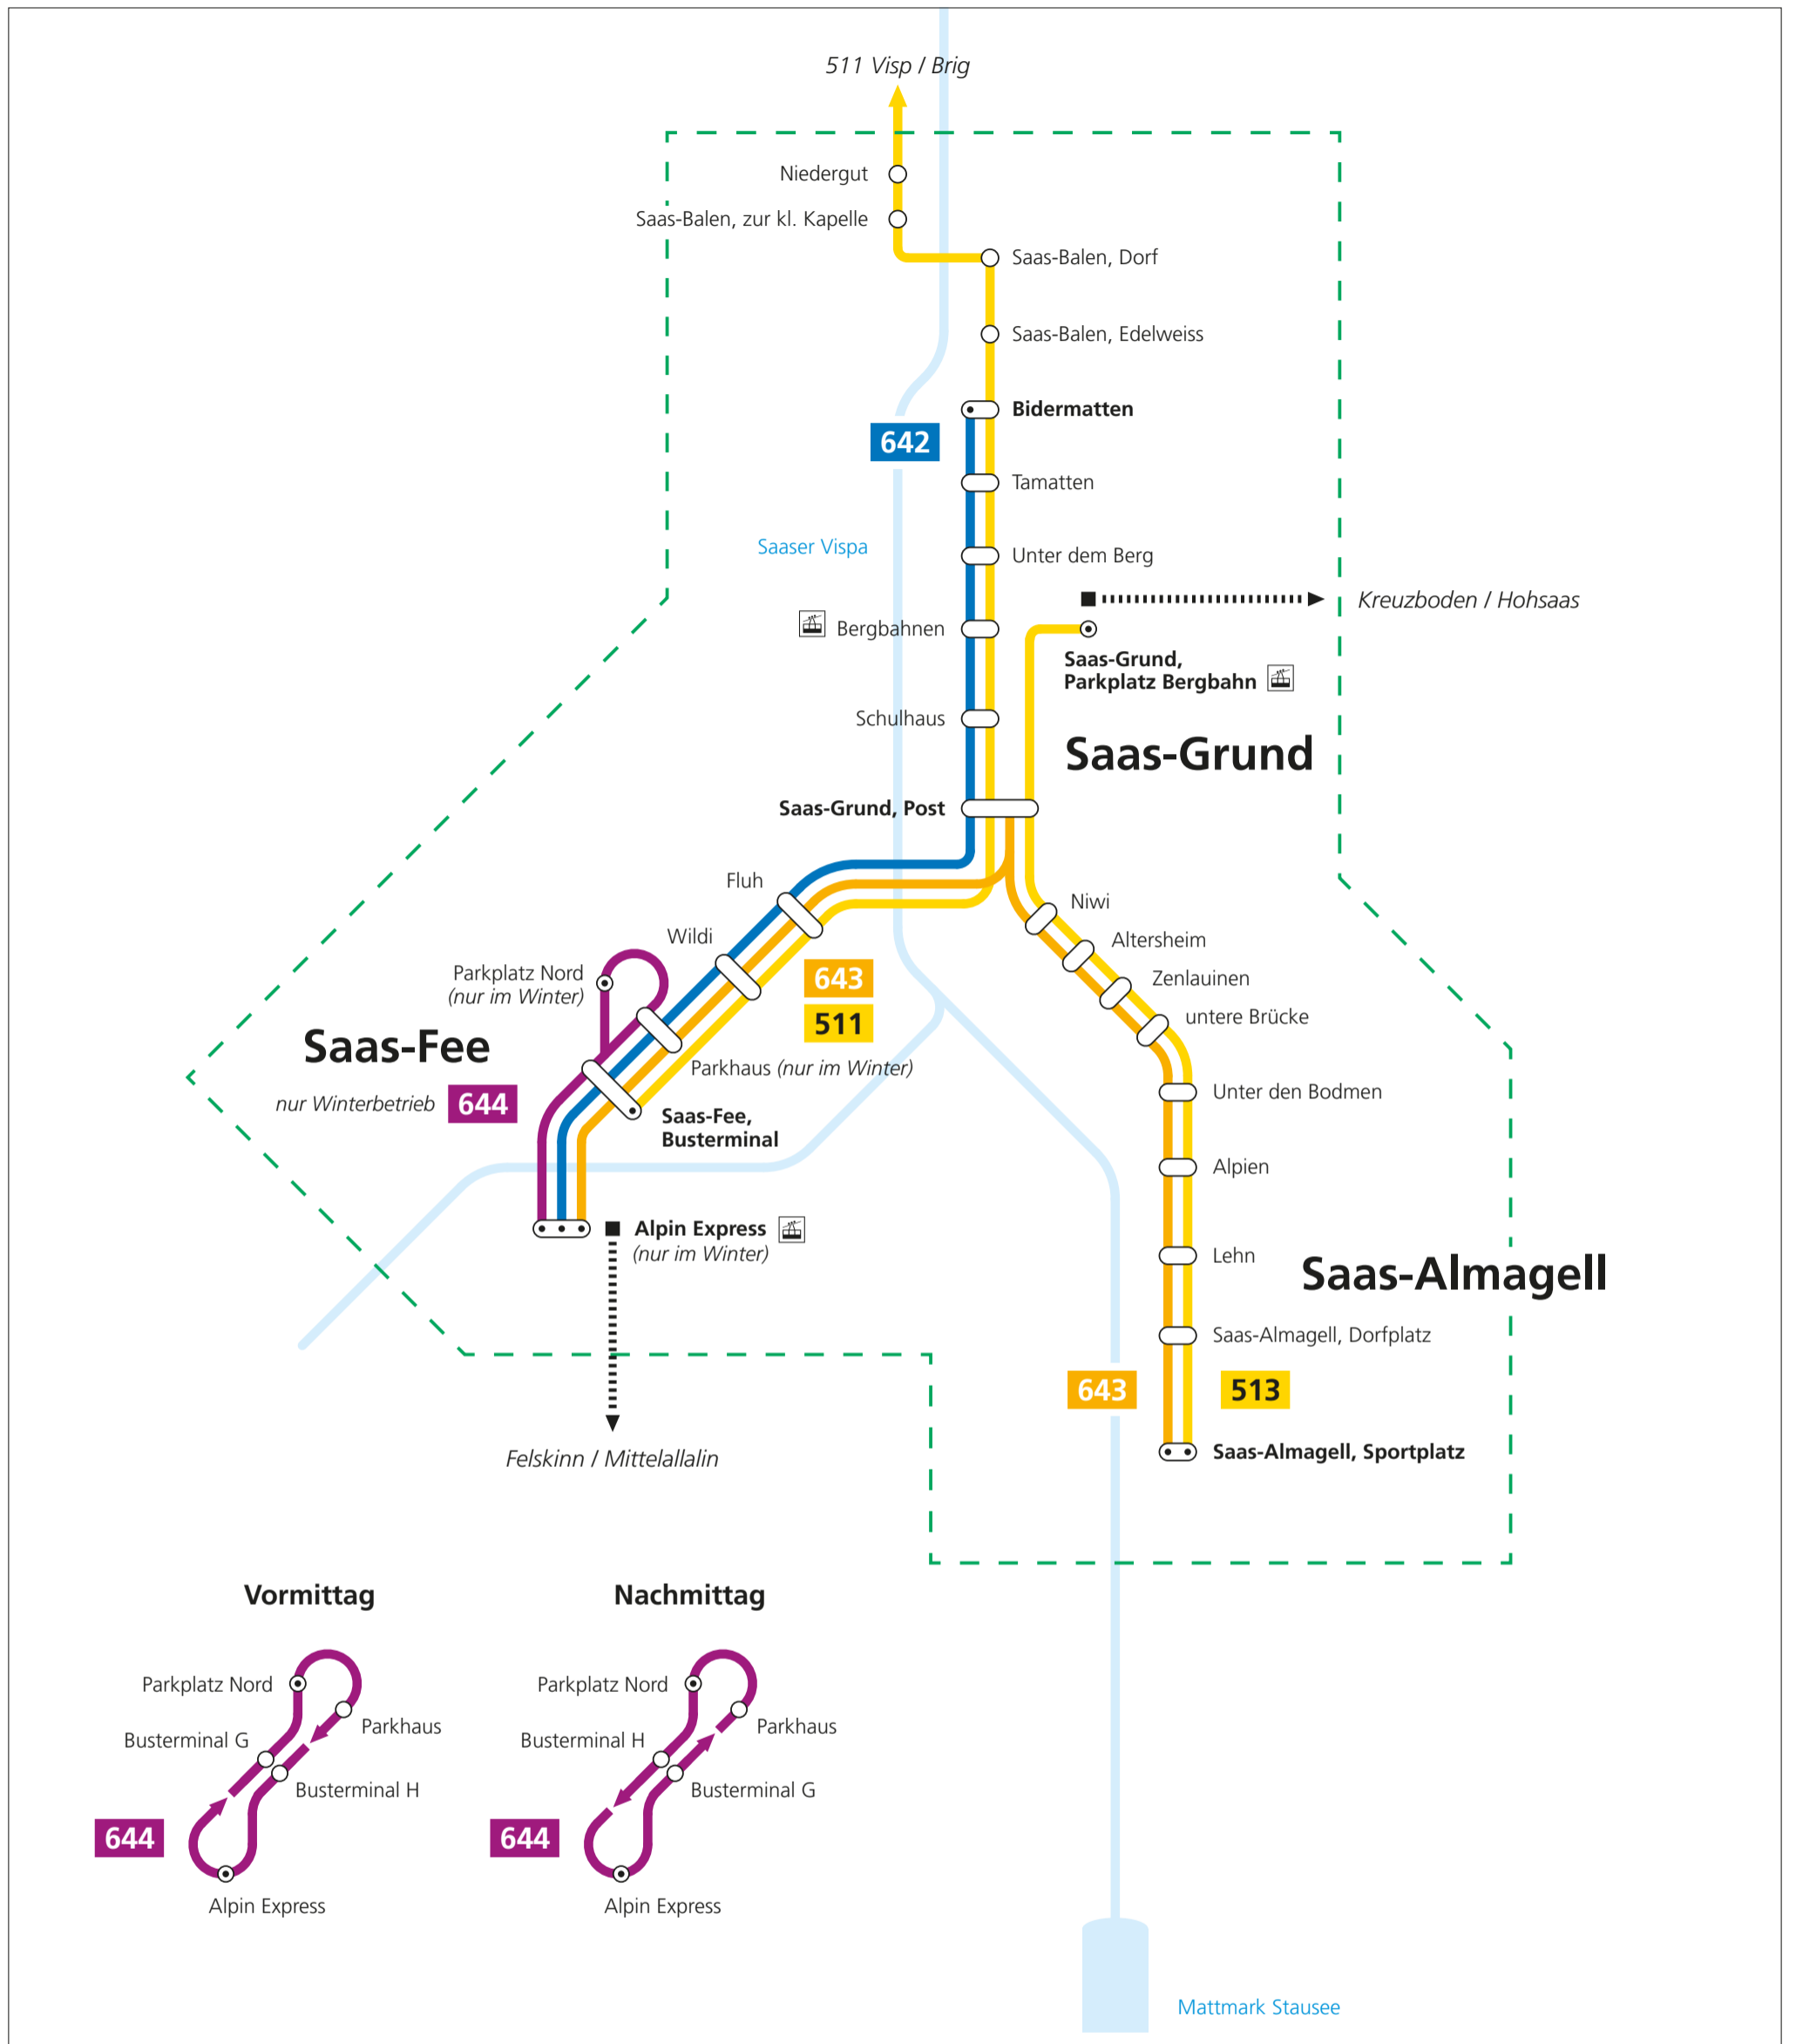 511 Visp / Brig
Niedergut
Saas-Balen, zur kl. Kapelle
Saas-Balen, Dorf
Saas-Balen, Edelweiss
Bidermatten
642
Tamatten
Saaser Vispa
Unter dem Berg
Kreuzboden / Hohsaas
Bergbahnen
Saas-Grund,
Parkplatz Bergbahn
Schulhaus
Saas-Grund
Saas-Grund, Post
Fluh
Niwi
Wildi
Altersheim
Parkplatz Nord
(nur im Winter)
643
Zenlauinen
511
untere Brücke
Saas-Fee
Parkhaus (nur im Winter)
nur Winterbetrieb
644
Saas-Fee,
Busterminal
Unter den Bodmen
Alpien
Alpin Express
(nur im Winter)
Lehn
Saas-Almagell
Saas-Almagell, Dorfplatz
643
513
Felskinn / Mittelallalin
Saas-Almagell, Sportplatz
Vormittag
Parkplatz Nord
Parkhaus
Busterminal G
Busterminal H
644
Alpin Express
Nachmittag
Parkplatz Nord
Parkhaus
Busterminal H
Busterminal G
644
Alpin Express
Mattmark Stausee